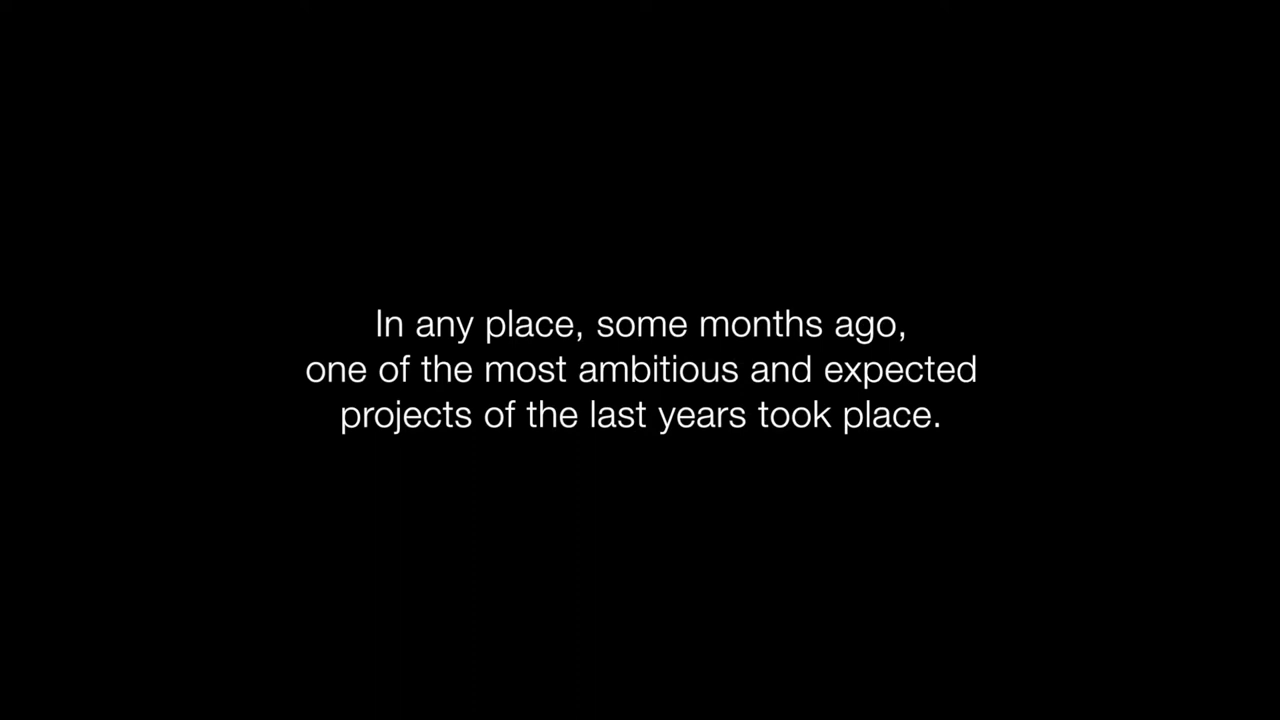 In any place, some months ago,
one of the most ambitious and expected
projects of the last years took place.